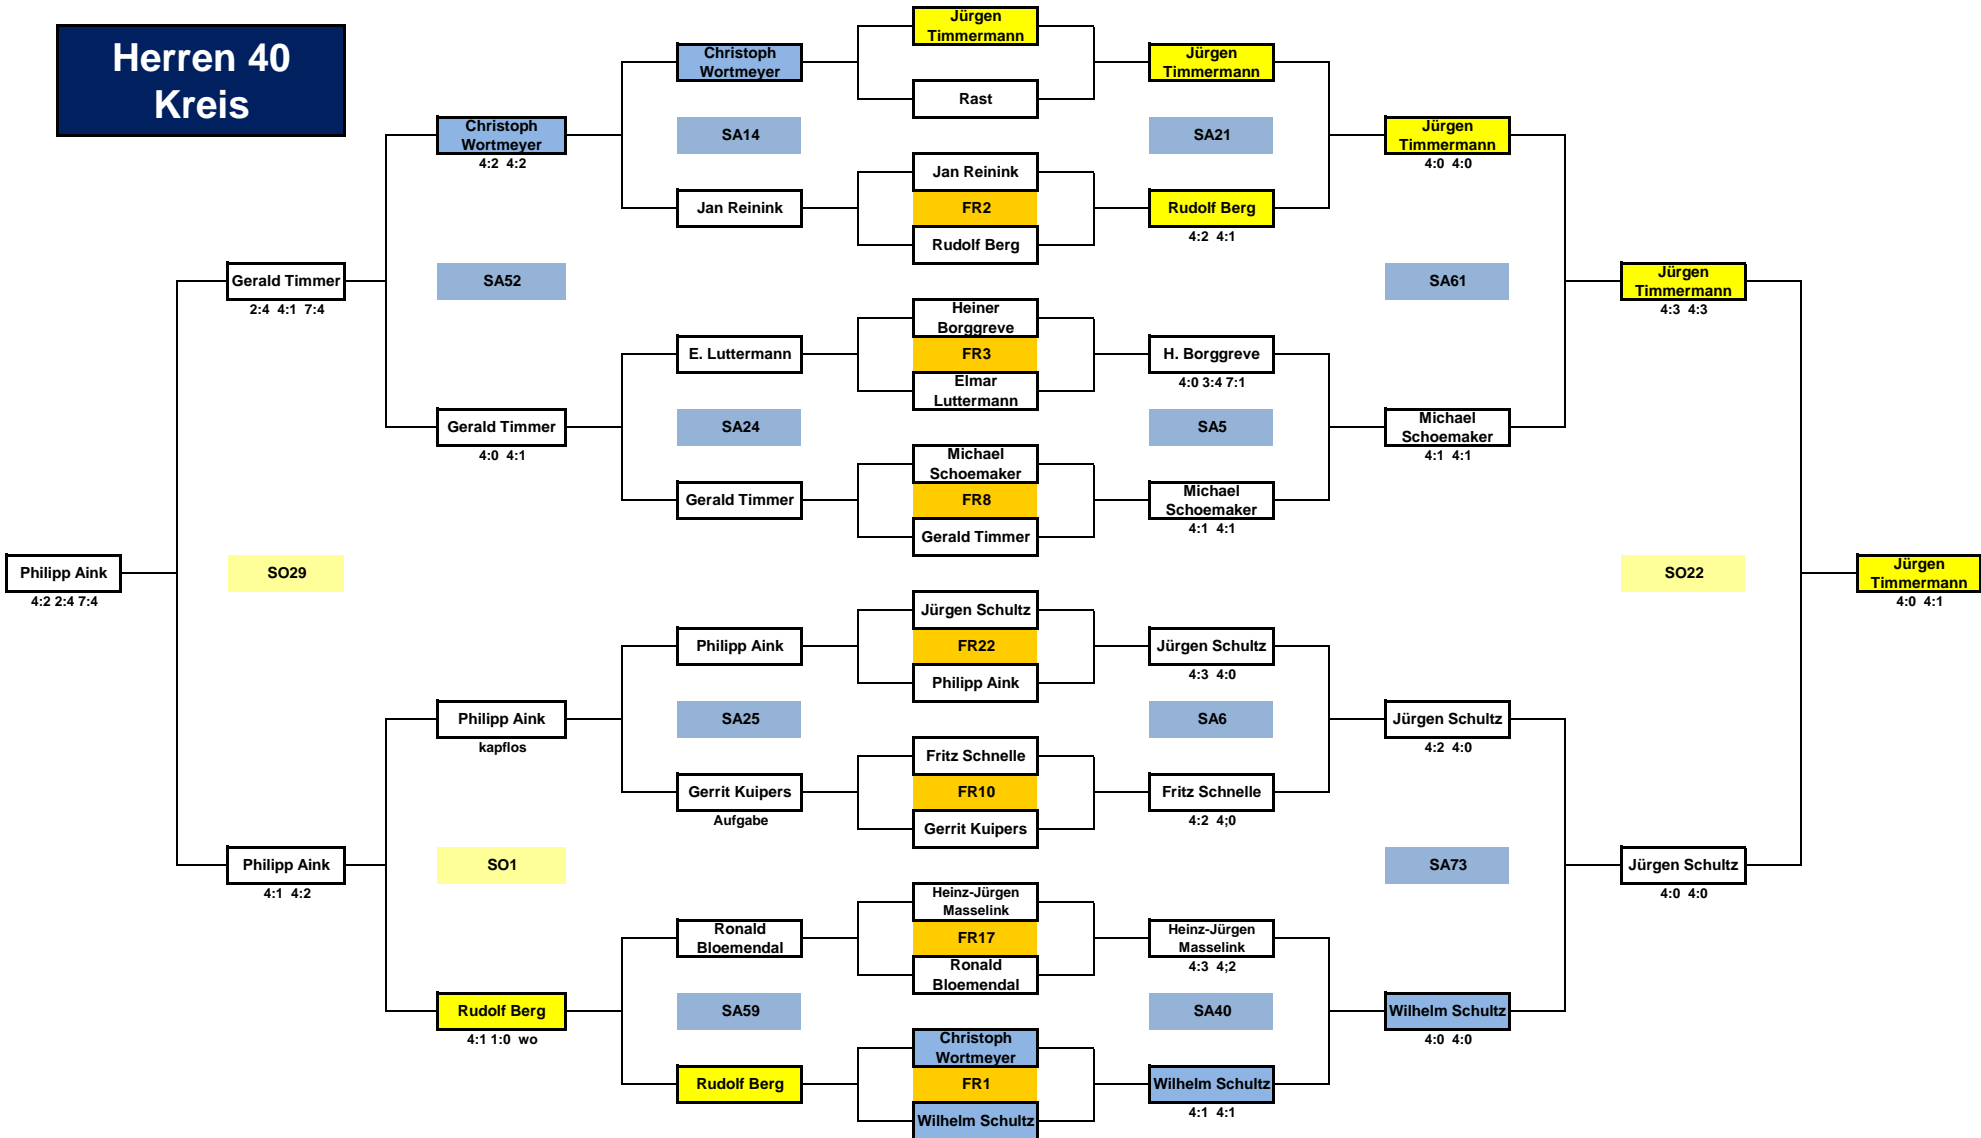 Herren 40
Kreis
Jürgen
Timmermann
Christoph
Wortmeyer
Jürgen
Timmermann
Rast
Christoph
Wortmeyer
4:2 4:2
SA14
SA21
Jürgen
Timmermann
4:0 4:0
Jan Reinink
Jan Reinink
FR2
Rudolf Berg
4:2 4:1
Rudolf Berg
Gerald Timmer
2:4 4:1 7:4
SA52
SA61
Jürgen
Timmermann
4:3 4:3
Heiner
Borggreve
E. Luttermann
FR3
H. Borggreve
4:0 3:4 7:1
Elmar
Luttermann
Gerald Timmer
4:0 4:1
SA24
SA5
Michael
Schoemaker
4:1 4:1
Michael
Schoemaker
Gerald Timmer
FR8
Michael
Schoemaker
4:1 4:1
Gerald Timmer
Philipp Aink
4:2 2:4 7:4
SO29
SO22
Jürgen
Timmermann
4:0 4:1
Jürgen Schultz
Philipp Aink
FR22
Jürgen Schultz
4:3 4:0
Philipp Aink
Philipp Aink
kapflos
SA25
SA6
Jürgen Schultz
4:2 4:0
Fritz Schnelle
Gerrit Kuipers
Aufgabe
FR10
Fritz Schnelle
4:2 4;0
Gerrit Kuipers
Philipp Aink
4:1 4:2
SO1
SA73
Jürgen Schultz
4:0 4:0
Heinz-Jürgen
Masselink
Ronald
Bloemendal
FR17
Heinz-Jürgen
Masselink
4:3 4;2
Ronald
Bloemendal
Rudolf Berg
4:1 1:0 wo
SA59
SA40
Wilhelm Schultz
4:0 4:0
Christoph
Wortmeyer
Rudolf Berg
FR1
Wilhelm Schultz
4:1 4:1
Wilhelm Schultz